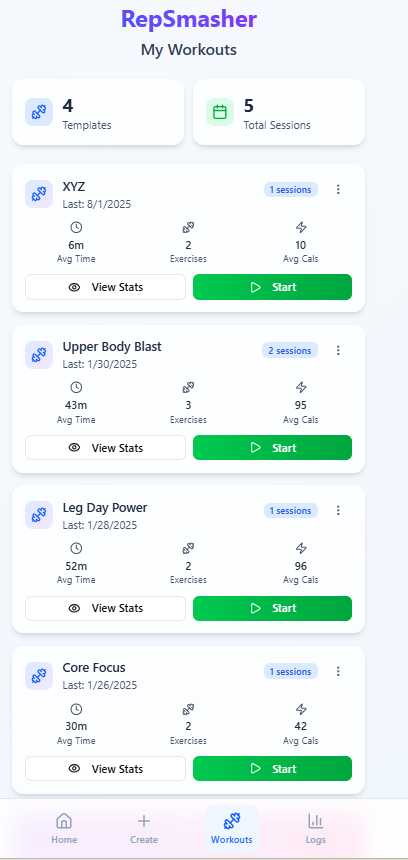 RepSmasher
My Workouts
4
Templates
5
Total Sessions
XYZ
1 sessions
Last: 8/1/2025
6m
2
10
Avg Time
Exercises
Avg Cals
View Stats
Start
Upper Body Blast
2 sessions
Last: 1/30/2025
43m
3
95
Avg Time
Exercises
Avg Cals
View Stats
Start
Leg Day Power
1 sessions
Last: 1/28/2025
52m
2
96
Avg Time
Exercises
Avg Cals
View Stats
Start
Core Focus
1 sessions
Last: 1/26/2025
30m
2
42
Avg Time
Exercises
Avg Cals
View Stats
Start
Home
Create
Workouts
Logs